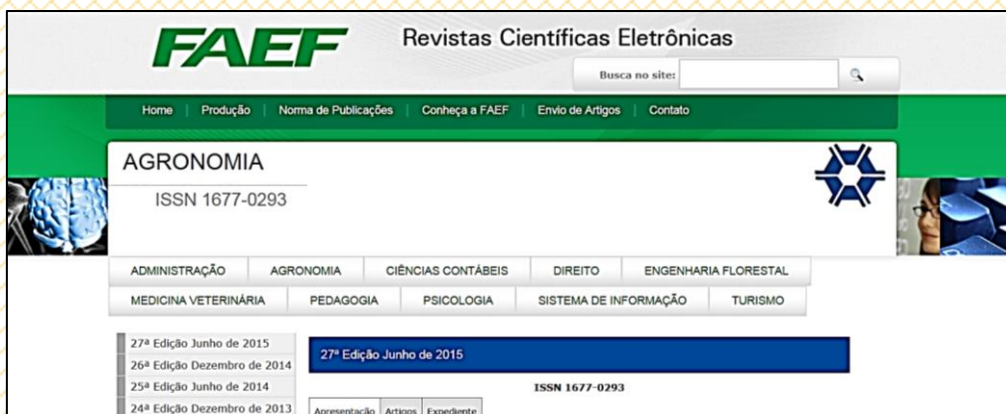 FAEF
Revistas Científicas Eletrônicas
Busca no site:
Home Produção Norma de Publicações Conheça a FAEF Envio de Artigos Contato
AGRONOMIA
ISSN 1677-0293
ADMINISTRAÇÃO AGRONOMIA CIÊNCIAS CONTÁBEIS DIREITO ENGENHARIA FLORESTAL
MEDICINA VETERINÁRIA PEDAGOGIA PSICOLOGIA SISTEMA DE INFORMAÇÃO TURISMO
27ª Edição Junho de 2015
26ª Edição Dezembro de 2014
25ª Edição Junho de 2014
24ª Edição Dezembro de 2013
27ª Edição Junho de 2015
ISSN 1677-0293
Apresentação Artigos Expediente